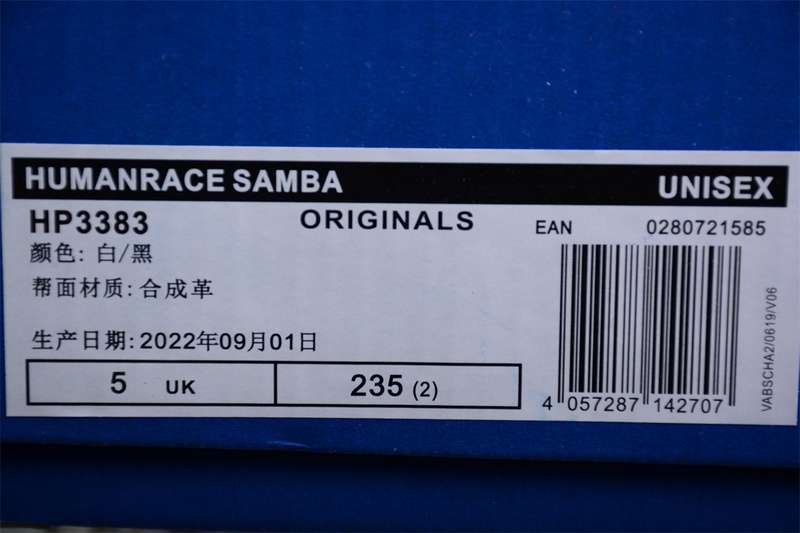 HUMANRACE SAMBA UNISEX
HP3383 ORIGINALS EAN 0280721585
颜色: 白/黑
帮面材质: 合成革
生产日期: 2022年09月01日
5 UK 235 (2)
4 057287 142707
VABSCHA2/0619/V06